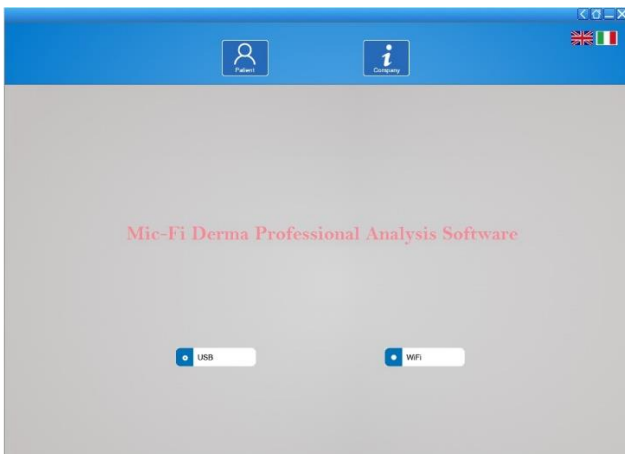 Patient
Company
Mic-Fi Derma Professional Analysis Software
USB
WiFi